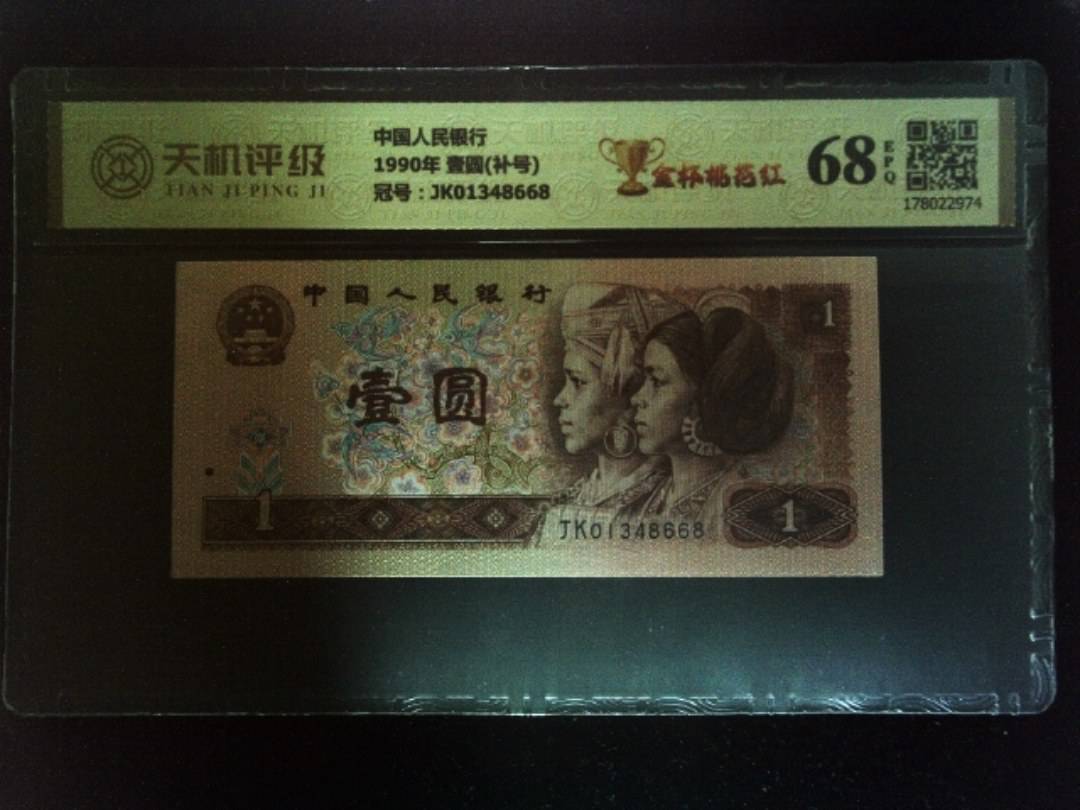 天机评级
TIAN JI PING JI
中国人民银行
1990年 壹圆(补号)
冠号：JK01348668
金杯桃花红
68
EPQ
178022974
中国人民银行
1
壹圆
1
JK01348668
1